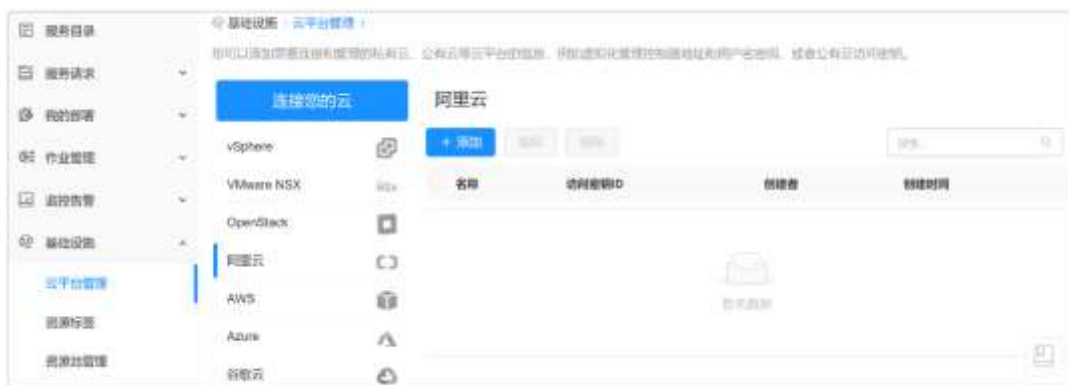 服务目录
服务请求
我的部署
作业管理
监控告警
基础设施
云平台管理
资源标签
资源池管理
基础设施 / 云平台管理 /
您可以添加需要连接和管理的私有云、公有云等云平台的信息，例如虚拟化管理控制器地址和用户名密码，或者公有云访问密钥。
连接您的云
vSphere
VMware NSX
OpenStack
阿里云
AWS
Azure
谷歌云
阿里云
+ 添加
名称 访问密钥ID 创建者 创建时间
暂无数据